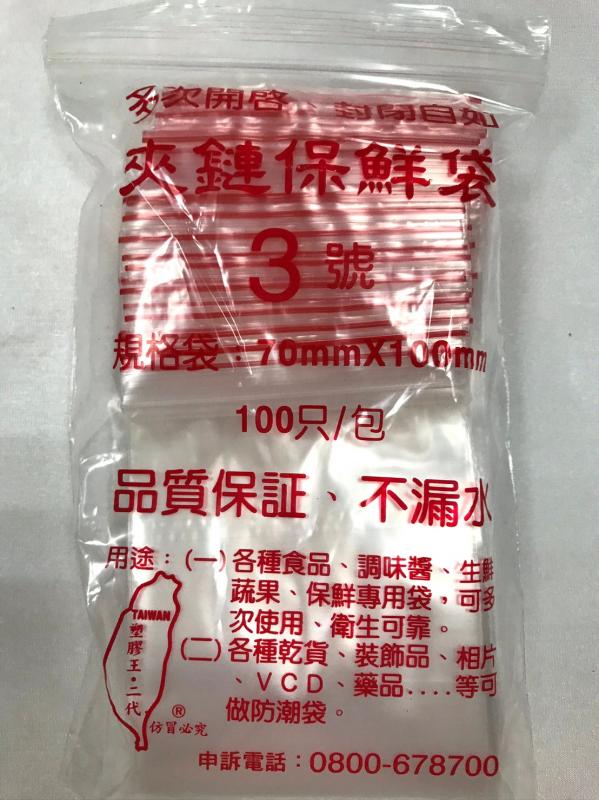 多次開啓、封閉自如
夾鏈保鮮袋
3號
規格袋：70mmX100mm
100只/包
品質保証、不漏水
用途：(一)各種食品、調味醬、生鮮
蔬果、保鮮專用袋，可多
次使用、衛生可靠。
(二)各種乾貨、裝飾品、相片
、VCD、藥品....等可
做防潮袋。
TAIWAN
塑膠王·二代
®
仿冒必究
申訴電話：0800-678700